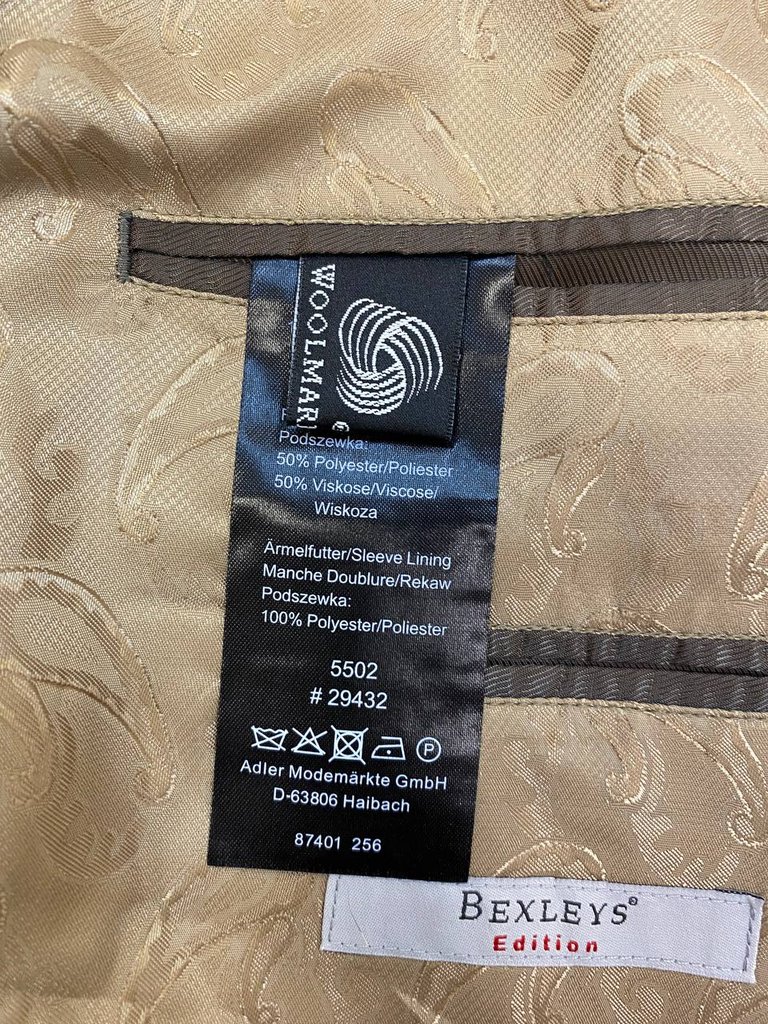 WOOLMAR
®
Podszewka:
50% Polyester/Poliester
50% Viskose/Viscose/
Wiskoza
Ärmelfutter/Sleeve Lining
Manche Doublure/Rekaw
Podszewka:
100% Polyester/Poliester
5502
# 29432
P
Adler Modemärkte GmbH
D-63806 Haibach
87401 256
BEXLEYS®
Edition